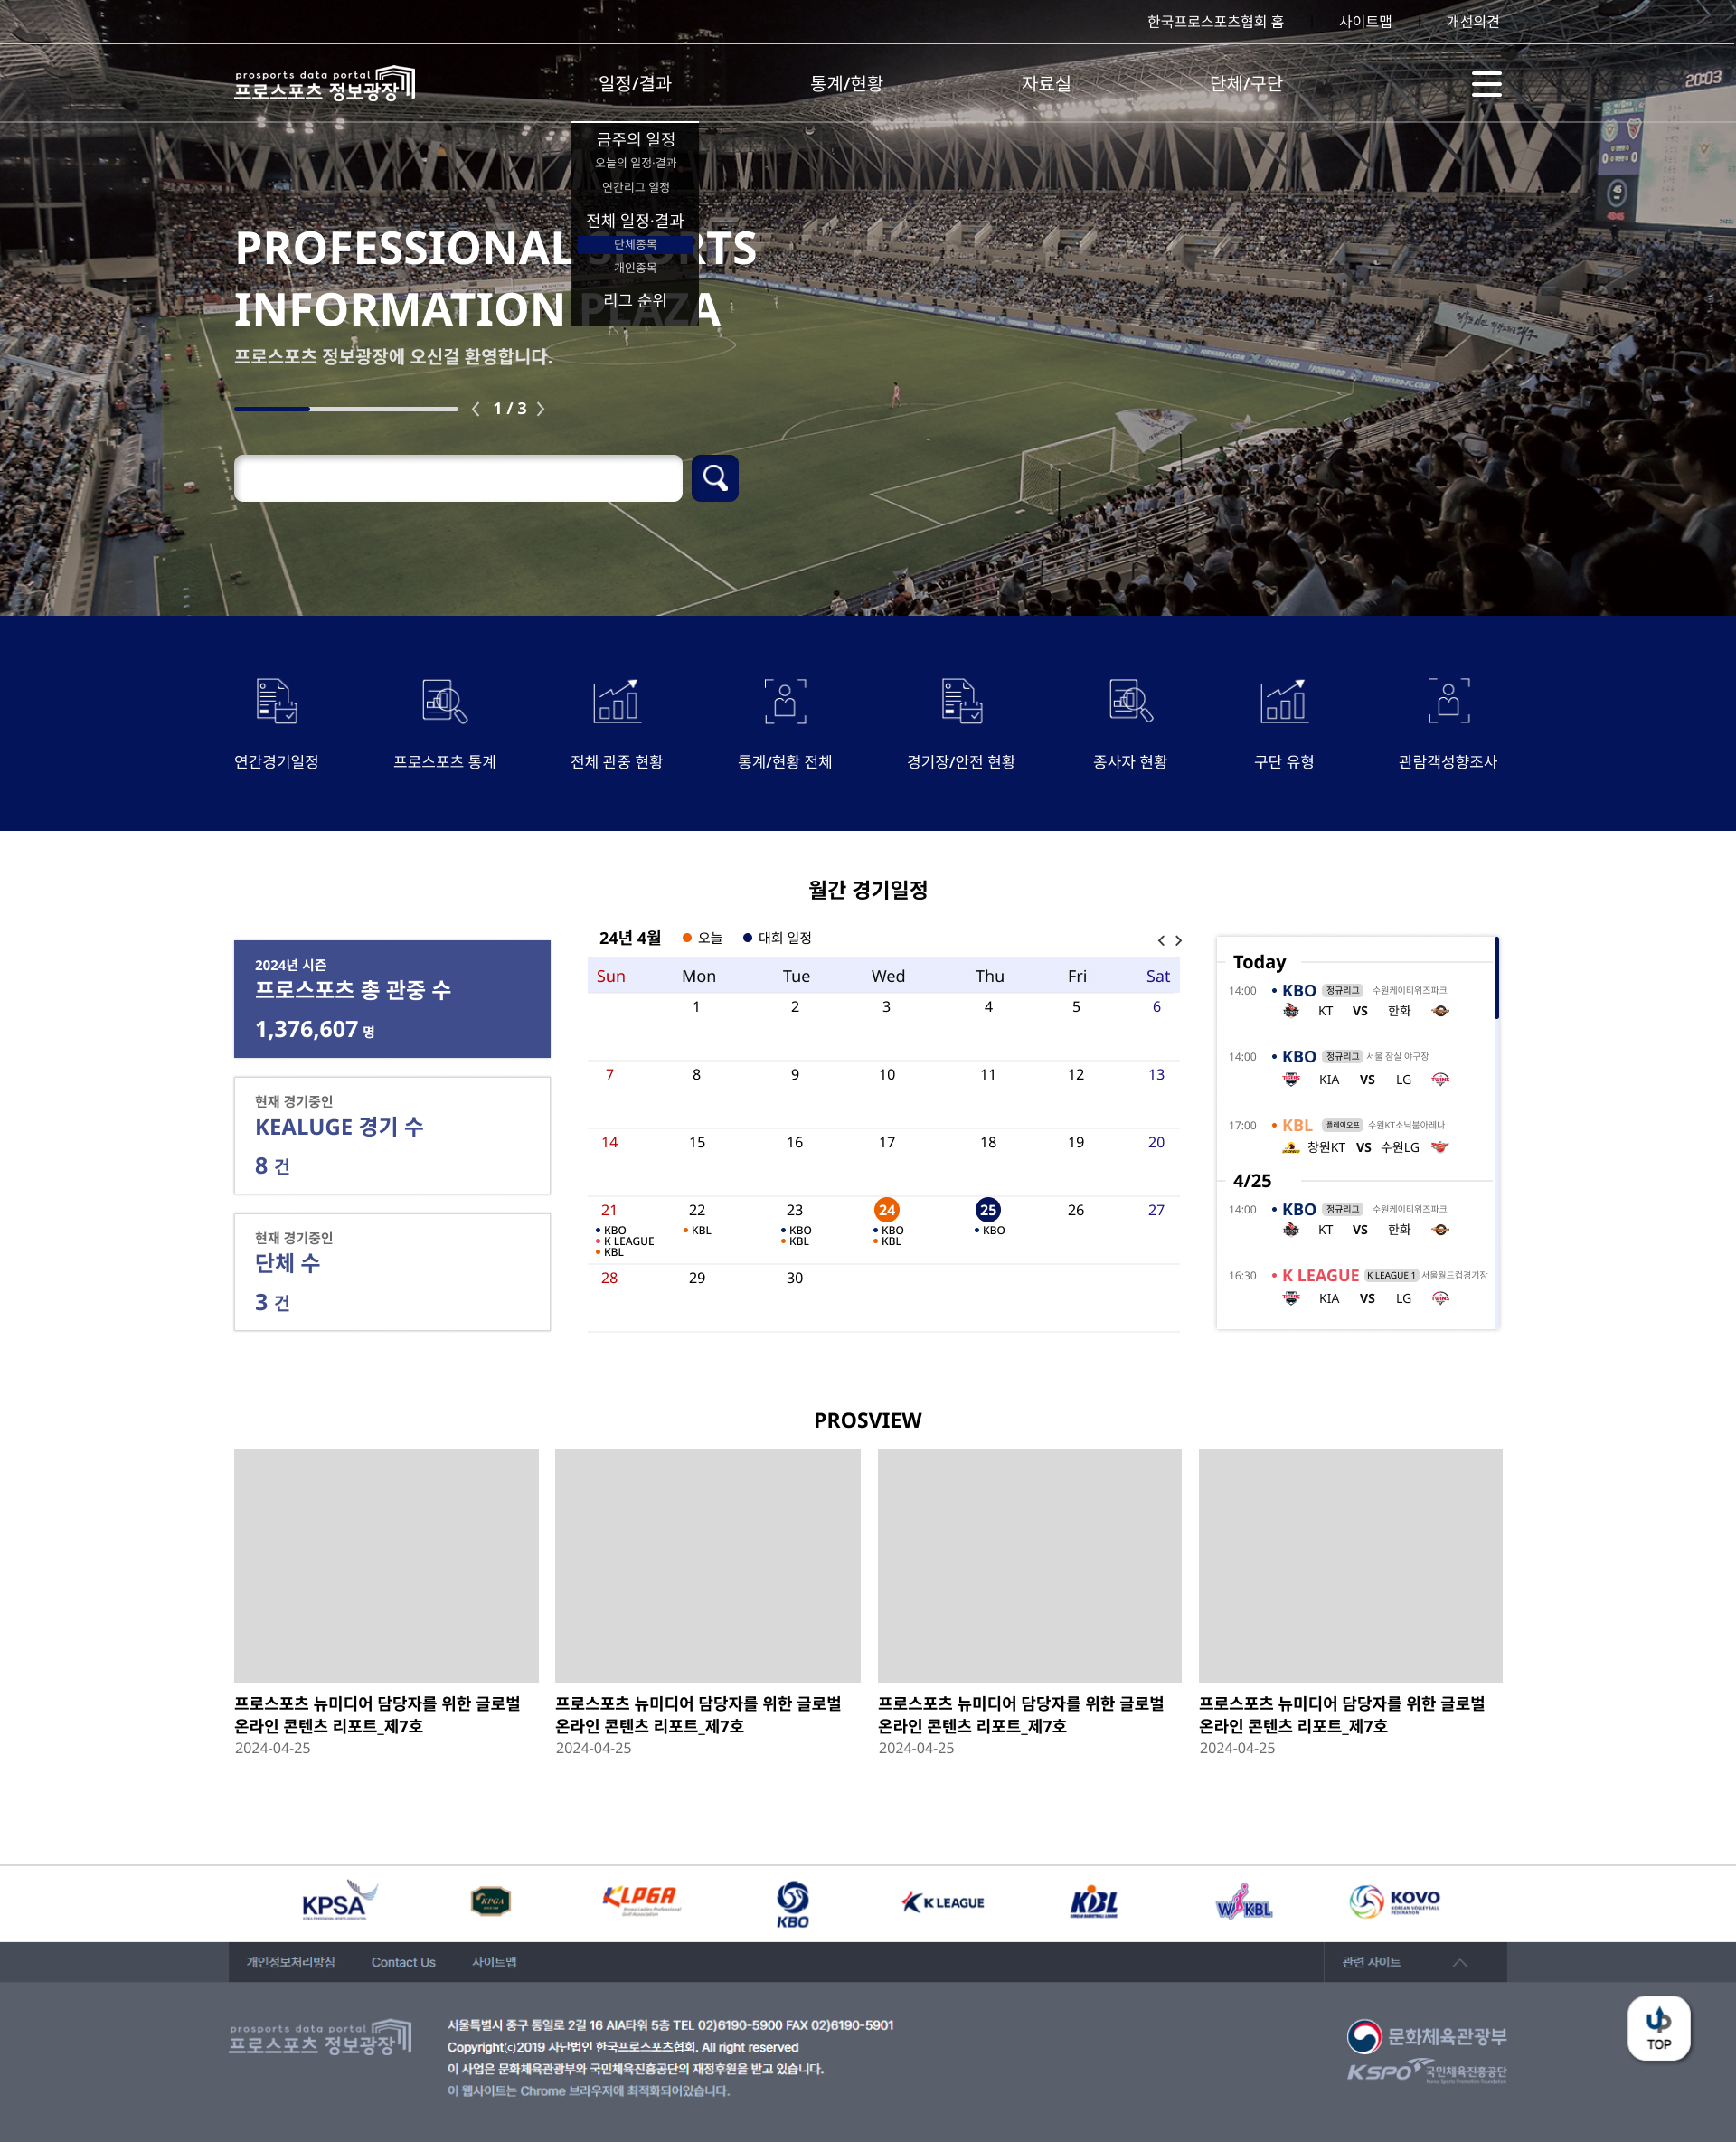 한국프로스포츠협회 홈
사이트맵
개선의견
prosports data portal
프로스포츠 정보광장
일정/결과
통계/현황
자료실
단체/구단
20:03
금주의 일정
오늘의 일정·결과
연간리그 일정
전체 일정·결과
단체종목
개인종목
리그 순위
PROFESSIONAL SPORTS
INFORMATION PLAZA
프로스포츠 정보광장에 오신걸 환영합니다.
1 / 3
연간경기일정
프로스포츠 통계
전체 관중 현황
통계/현황 전체
경기장/안전 현황
종사자 현황
구단 유형
관람객성향조사
월간 경기일정
2024년 시즌
프로스포츠 총 관중 수
1,376,607 명
현재 경기중인
KEALUGE 경기 수
8 건
현재 경기중인
단체 수
3 건
24년 4월 오늘 대회 일정
Sun Mon Tue Wed Thu Fri Sat
1 2 3 4 5 6
7 8 9 10 11 12 13
14 15 16 17 18 19 20
21 22 23 24 25 26 27
KBO KBL KBO KBO KBO
K LEAGUE KBL KBL
KBL
28 29 30
Today
14:00 KBO 정규리그 수원케이티위즈파크
KT VS 한화
14:00 KBO 정규리그 서울 잠실 야구장
KIA VS LG
17:00 KBL 플레이오프 수원KT소닉붐아레나
창원KT VS 수원LG
4/25
14:00 KBO 정규리그 수원케이티위즈파크
KT VS 한화
16:30 K LEAGUE K LEAGUE 1 서울월드컵경기장
KIA VS LG
PROSVIEW
프로스포츠 뉴미디어 담당자를 위한 글로벌
온라인 콘텐츠 리포트_제7호
2024-04-25
프로스포츠 뉴미디어 담당자를 위한 글로벌
온라인 콘텐츠 리포트_제7호
2024-04-25
프로스포츠 뉴미디어 담당자를 위한 글로벌
온라인 콘텐츠 리포트_제7호
2024-04-25
프로스포츠 뉴미디어 담당자를 위한 글로벌
온라인 콘텐츠 리포트_제7호
2024-04-25
KPSA
KPGA
KLPGA
KBO
K LEAGUE
KBL
WKBL
KOVO
KOREAN VOLLEYBALL
FEDERATION
개인정보처리방침
Contact Us
사이트맵
관련 사이트
prosports data portal
프로스포츠 정보광장
서울특별시 중구 통일로 2길 16 AIA타워 5층 TEL 02)6190-5900 FAX 02)6190-5901
Copyright(c)2019 사단법인 한국프로스포츠협회. All right reserved
이 사업은 문화체육관광부와 국민체육진흥공단의 재정후원을 받고 있습니다.
이 웹사이트는 Chrome 브라우저에 최적화되어있습니다.
문화체육관광부
KSPO 국민체육진흥공단
up
TOP